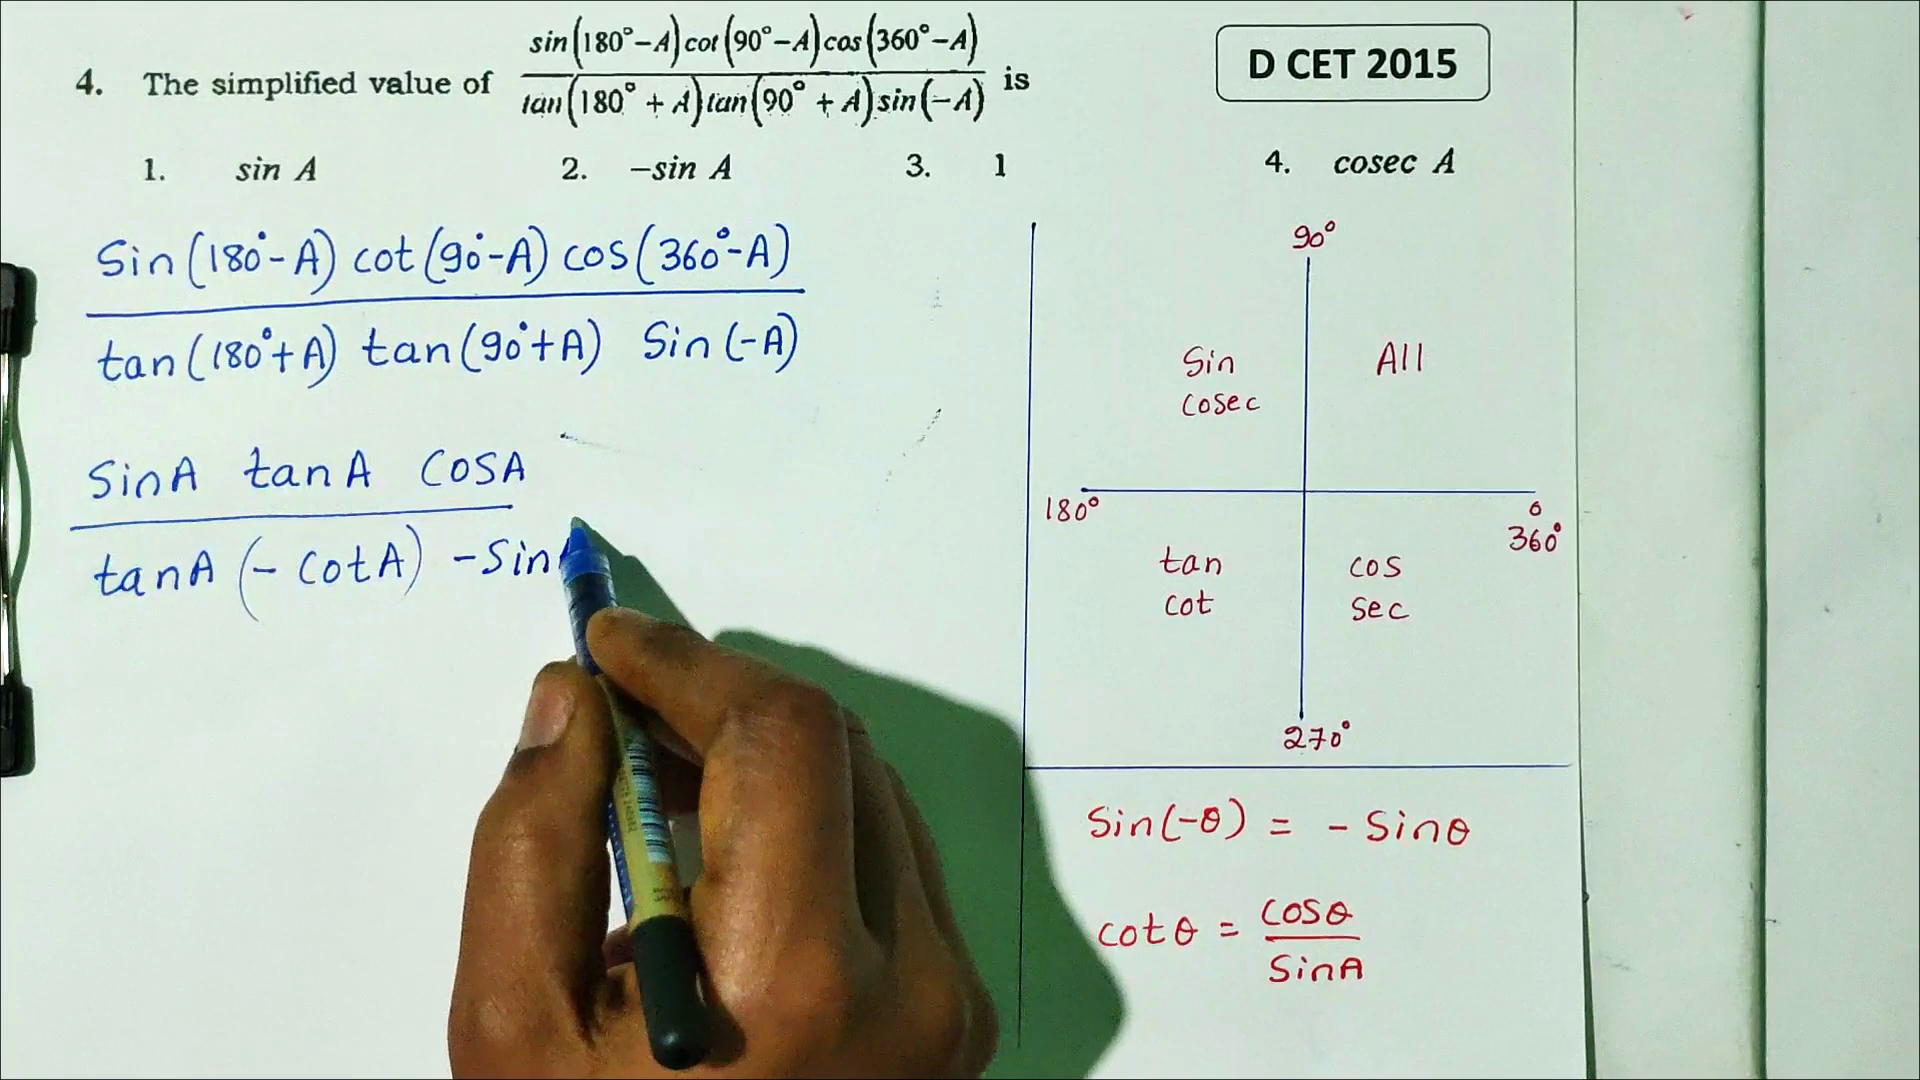 4. The simplified value of sin(180°-A) cot(90°-A) cos(360°-A) / tan(180° + A) tan(90° + A) sin(-A) is
D CET 2015
1. sin A 2. -sin A 3. 1 4. cosec A
Sin(180°-A) cot(90°-A) cos(360°-A)
tan(180°+A) tan(90°+A) Sin(-A)
SinA tanA COSA
tanA (- cotA) -Sin
90°
Sin All
Cosec
180° 0
360°
tan cos
cot sec
270°
Sin(-θ) = - Sinθ
cotθ = cosθ / SinA